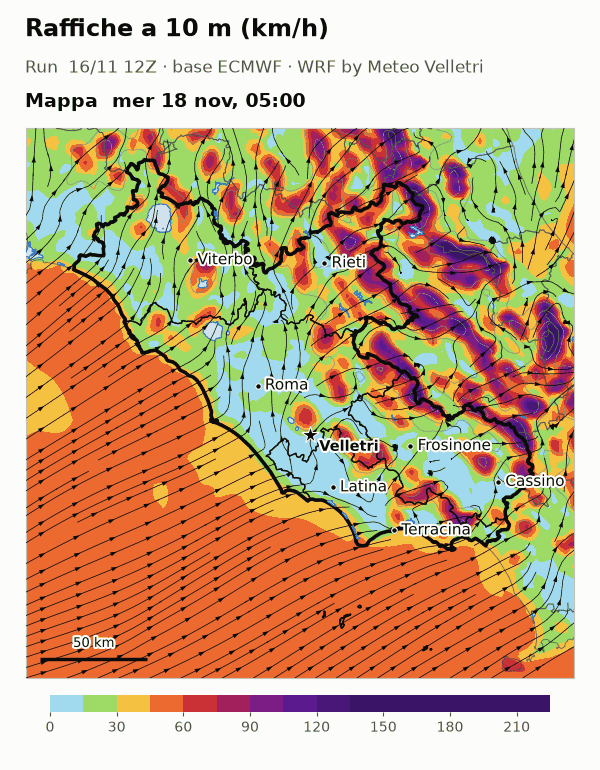 Raffiche a 10 m (km/h)
Run  16/11 12Z · base ECMWF · WRF by Meteo Velletri
Mappa  mer 18 nov, 05:00
Viterbo
Rieti
Roma
Velletri
Frosinone
Cassino
Latina
Terracina
50 km
0 30 60 90 120 150 180 210